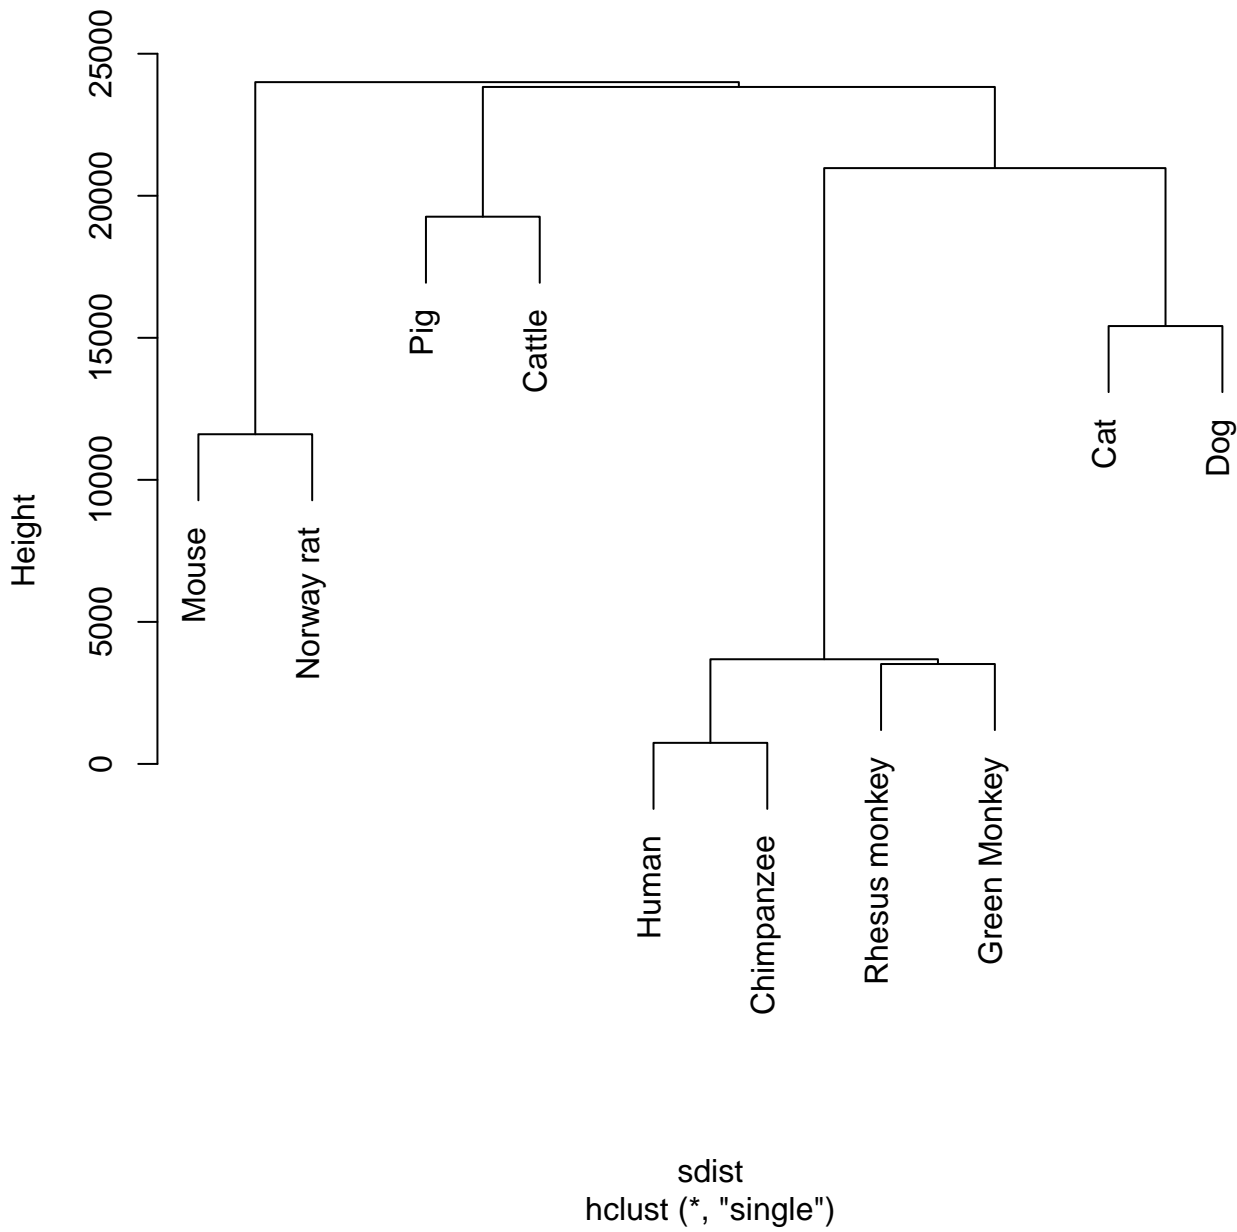 Height
25000
20000
15000
10000
5000
0
Mouse
Norway rat
Pig
Cattle
Human
Chimpanzee
Rhesus monkey
Green Monkey
Cat
Dog
sdist
hclust (*, "single")